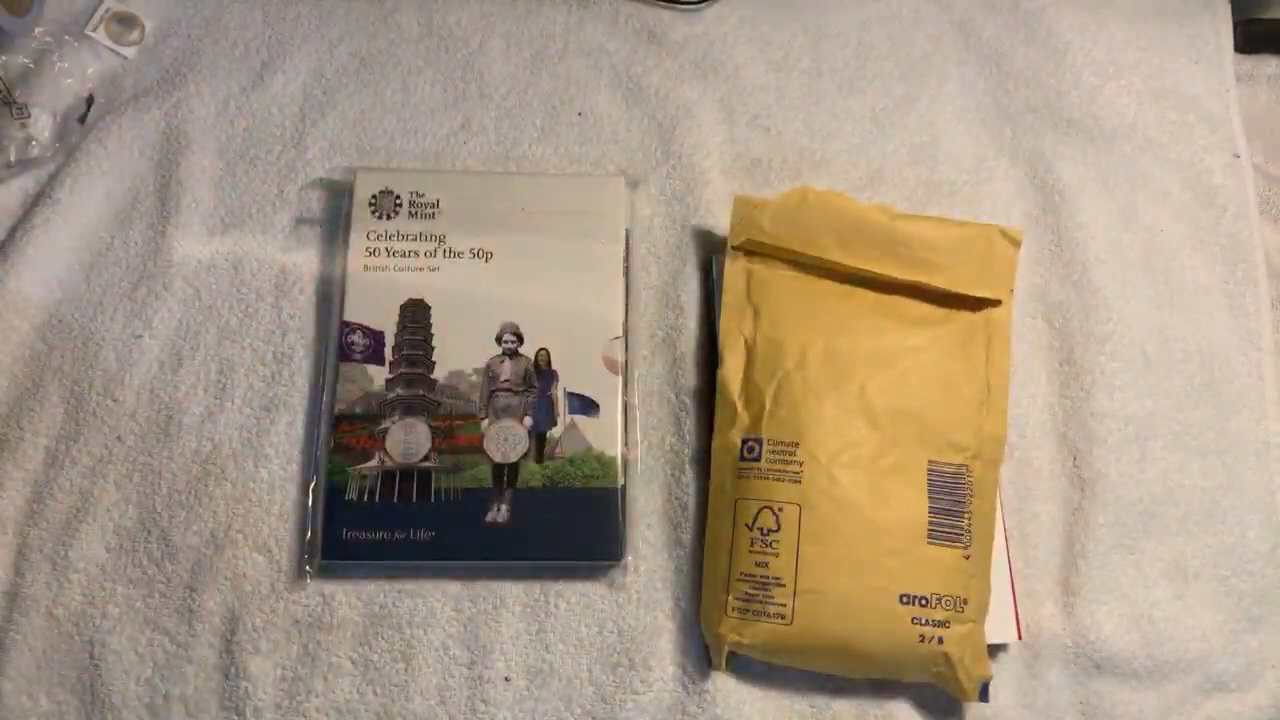 The
Royal
Mint
Celebrating
50 Years of the 50p
British Culture Set
Treasure for Life
Climate
neutral
company
FSC
MIX
aroFOL®
CLASSIC
2 / B